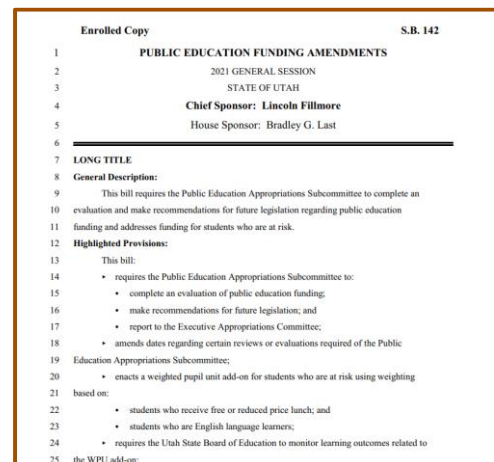 Enrolled Copy S.B. 142
1 PUBLIC EDUCATION FUNDING AMENDMENTS
2 2021 GENERAL SESSION
3 STATE OF UTAH
4 Chief Sponsor: Lincoln Fillmore
5 House Sponsor: Bradley G. Last
6
7 LONG TITLE
8 General Description:
9 This bill requires the Public Education Appropriations Subcommittee to complete an
10 evaluation and make recommendations for future legislation regarding public education
11 funding and addresses funding for students who are at risk.
12 Highlighted Provisions:
13 This bill:
14 ▸ requires the Public Education Appropriations Subcommittee to:
15 • complete an evaluation of public education funding;
16 • make recommendations for future legislation; and
17 • report to the Executive Appropriations Committee;
18 ▸ amends dates regarding certain reviews or evaluations required of the Public
19 Education Appropriations Subcommittee;
20 ▸ enacts a weighted pupil unit add-on for students who are at risk using weighting
21 based on:
22 • students who receive free or reduced price lunch; and
23 • students who are English language learners;
24 ▸ requires the Utah State Board of Education to monitor learning outcomes related to
25 the WPU add-on: